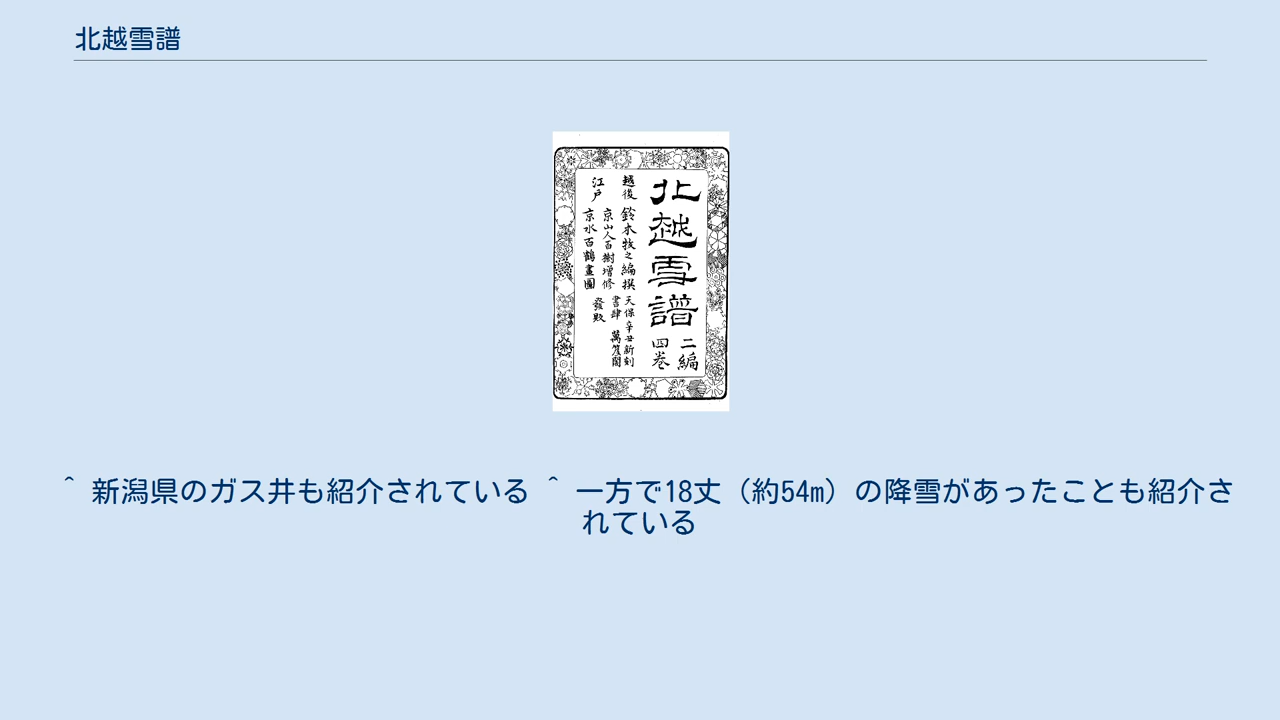 北越雪譜
北越雪譜
二編
四巻
越後 鈴木牧之編撰
京山人百樹增修
江戸 京水百鶴畫圖
天保辛丑新刻
書肆 萬笈閣
發販
^ 新潟県のガス井も紹介されている ^ 一方で18丈（約54m）の降雪があったことも紹介さ
れている